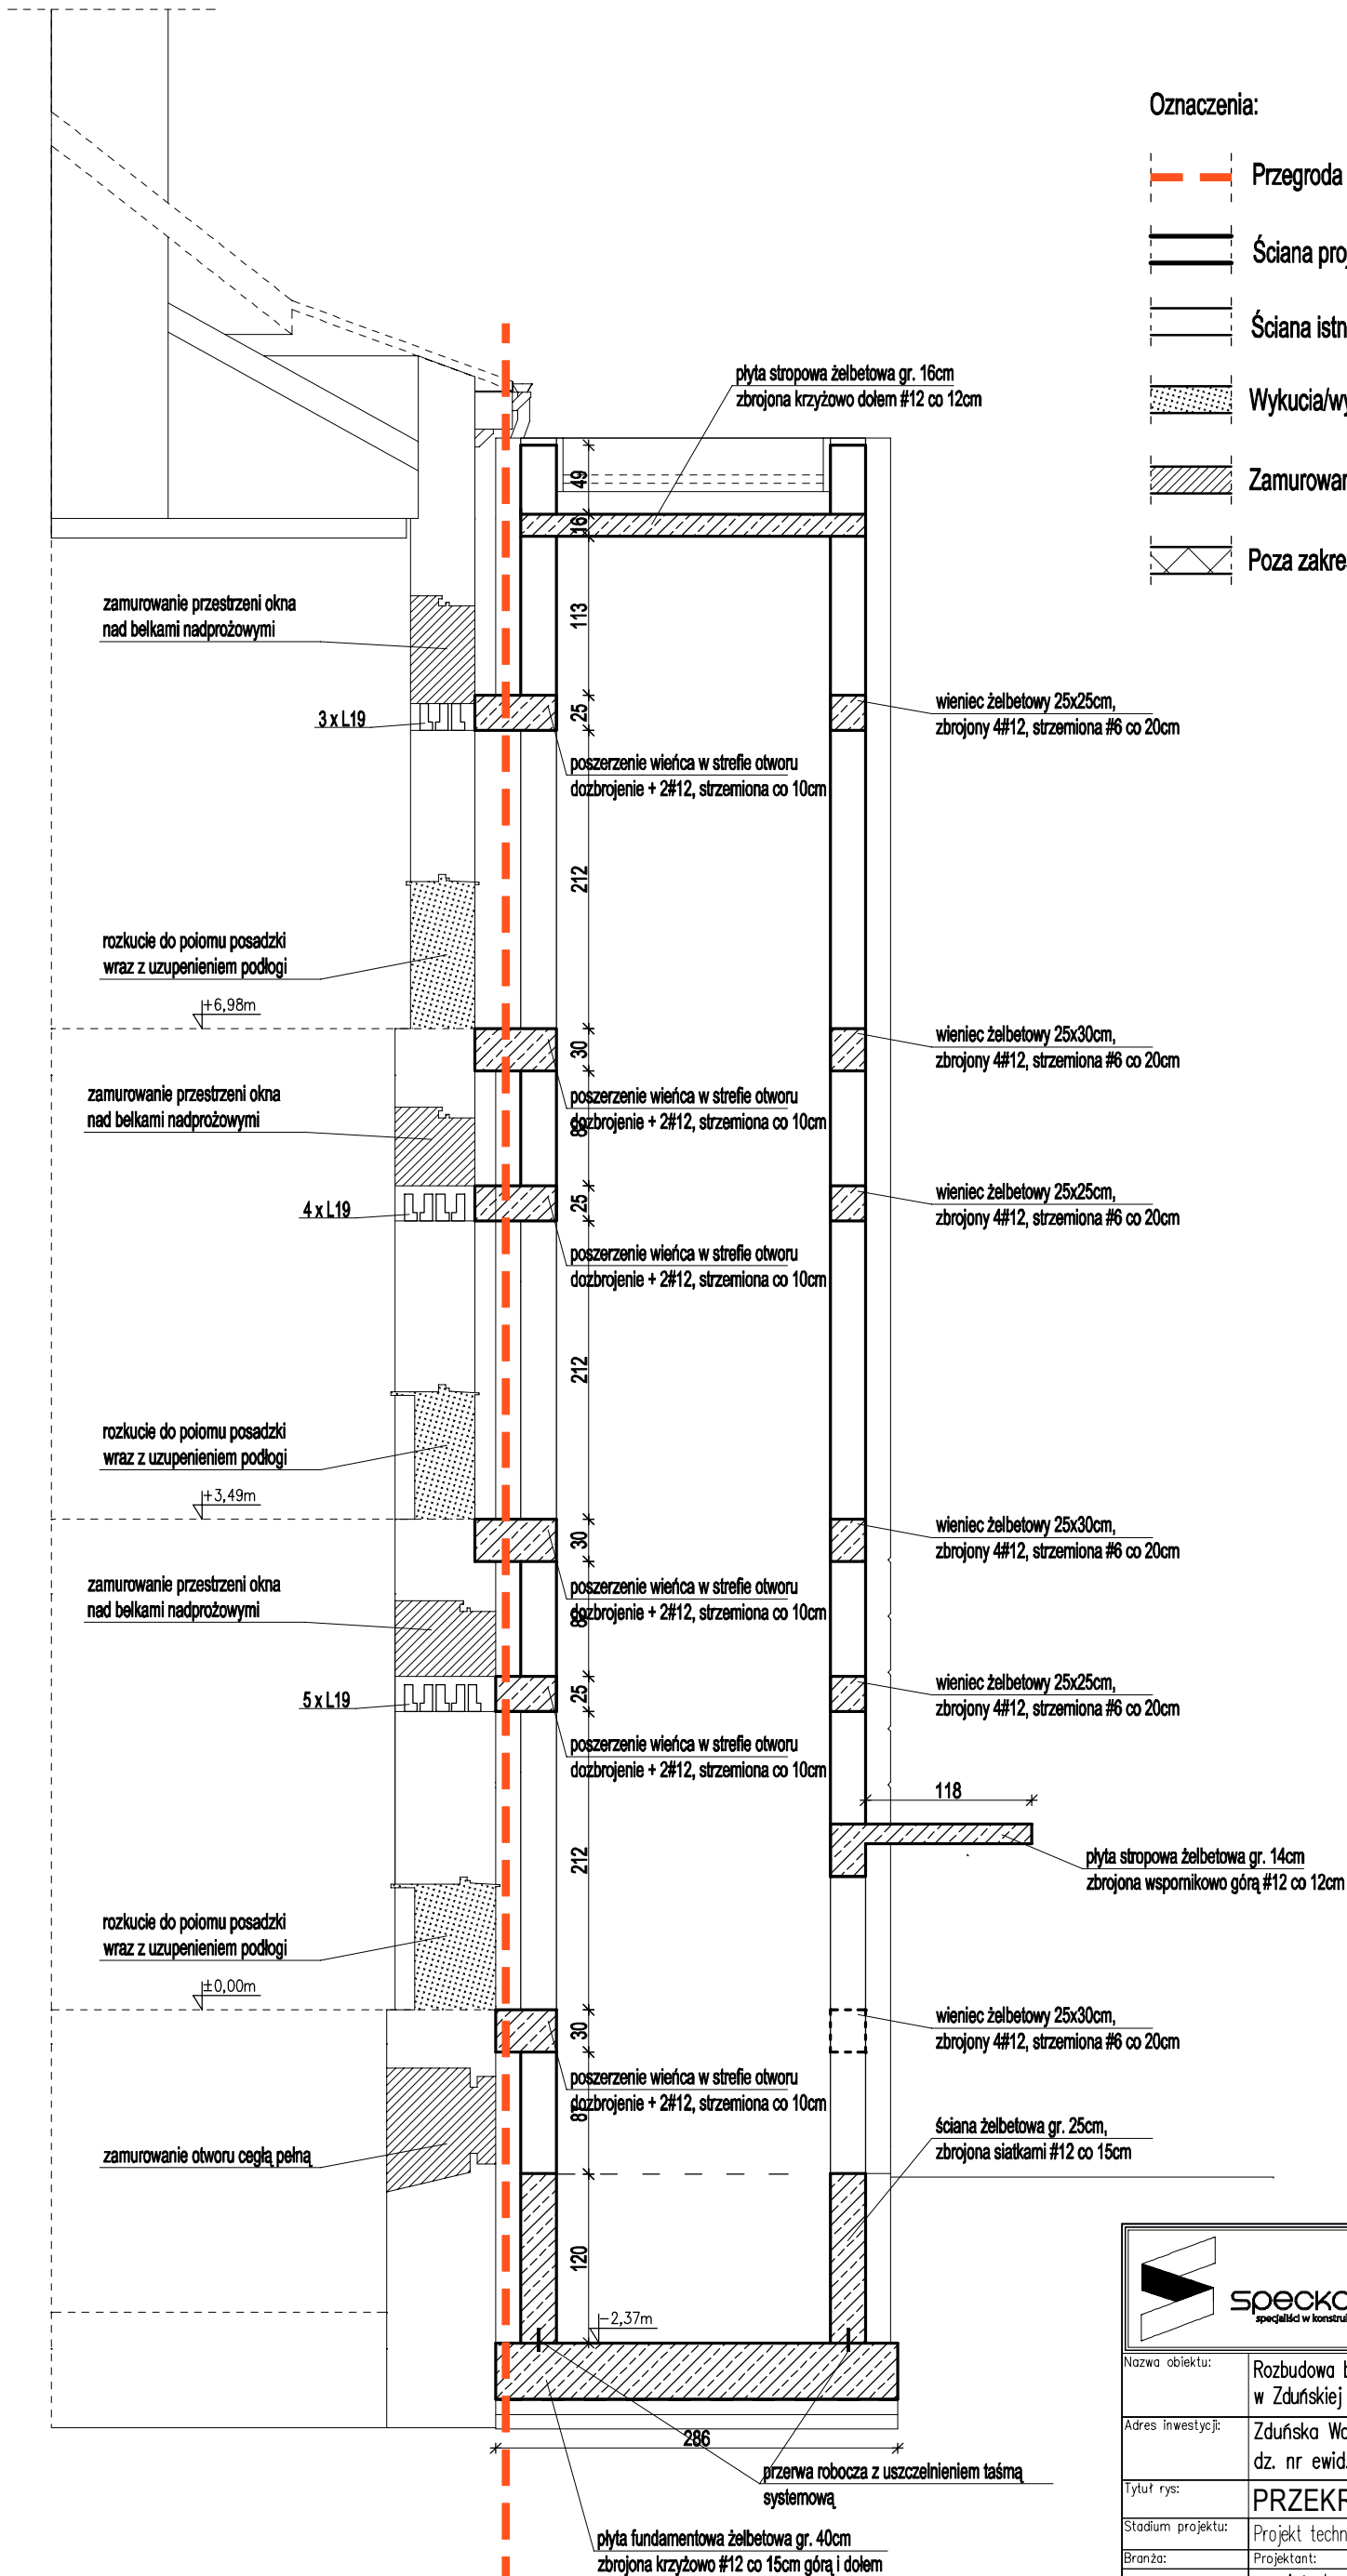 Oznaczenia:
Przegroda
Ściana proj
Ściana istn
Wykucia/wy
Zamurowan
Poza zakre
płyta stropowa żelbetowa gr. 16cm
zbrojona krzyżowo dołem #12 co 12cm
49
16
113
zamurowanie przestrzeni okna
nad belkami nadprożowymi
3 x L19
25
wieniec żelbetowy 25x25cm,
zbrojony 4#12, strzemiona #6 co 20cm
poszerzenie wieńca w strefie otworu
dozbrojenie + 2#12, strzemiona co 10cm
212
rozkucie do poiomu posadzki
wraz z uzupenieniem podłogi
+6,98m
30
wieniec żelbetowy 25x30cm,
zbrojony 4#12, strzemiona #6 co 20cm
zamurowanie przestrzeni okna
nad belkami nadprożowymi
poszerzenie wieńca w strefie otworu
dozbrojenie + 2#12, strzemiona co 10cm
4 x L19
25
wieniec żelbetowy 25x25cm,
zbrojony 4#12, strzemiona #6 co 20cm
poszerzenie wieńca w strefie otworu
dozbrojenie + 2#12, strzemiona co 10cm
212
rozkucie do poiomu posadzki
wraz z uzupenieniem podłogi
+3,49m
30
wieniec żelbetowy 25x30cm,
zbrojony 4#12, strzemiona #6 co 20cm
zamurowanie przestrzeni okna
nad belkami nadprożowymi
poszerzenie wieńca w strefie otworu
dozbrojenie + 2#12, strzemiona co 10cm
5 x L19
25
wieniec żelbetowy 25x25cm,
zbrojony 4#12, strzemiona #6 co 20cm
poszerzenie wieńca w strefie otworu
dozbrojenie + 2#12, strzemiona co 10cm
118
212
płyta stropowa żelbetowa gr. 14cm
zbrojona wspornikowo górą #12 co 12cm
rozkucie do poiomu posadzki
wraz z uzupenieniem podłogi
±0,00m
30
wieniec żelbetowy 25x30cm,
zbrojony 4#12, strzemiona #6 co 20cm
poszerzenie wieńca w strefie otworu
dozbrojenie + 2#12, strzemiona co 10cm
87
zamurowanie otworu cegłą pełną
ściana żelbetowa gr. 25cm,
zbrojona siatkami #12 co 15cm
120
-2,37m
286
przerwa robocza z uszczelnieniem taśmą
systemową
płyta fundamentowa żelbetowa gr. 40cm
zbrojona krzyżowo #12 co 15cm górą i dołem
specko
specjaliści w konstruk
Nazwa obiektu:
Rozbudowa b
w Zduńskiej
Adres inwestycji:
Zduńska Wo
dz. nr ewid.
Tytuł rys:
PRZEKR
Stadium projektu:
Projekt techn
Branża:
Projektant: